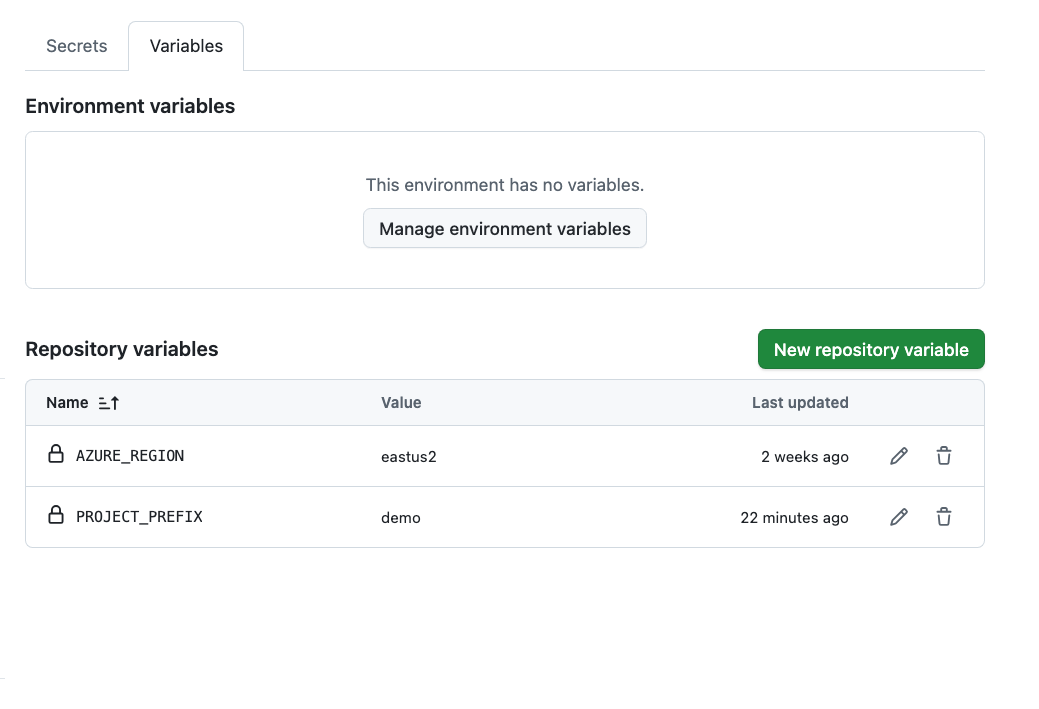 Secrets Variables
Environment variables
This environment has no variables.
Manage environment variables
Repository variables New repository variable
Name Value Last updated
AZURE_REGION eastus2 2 weeks ago
PROJECT_PREFIX demo 22 minutes ago